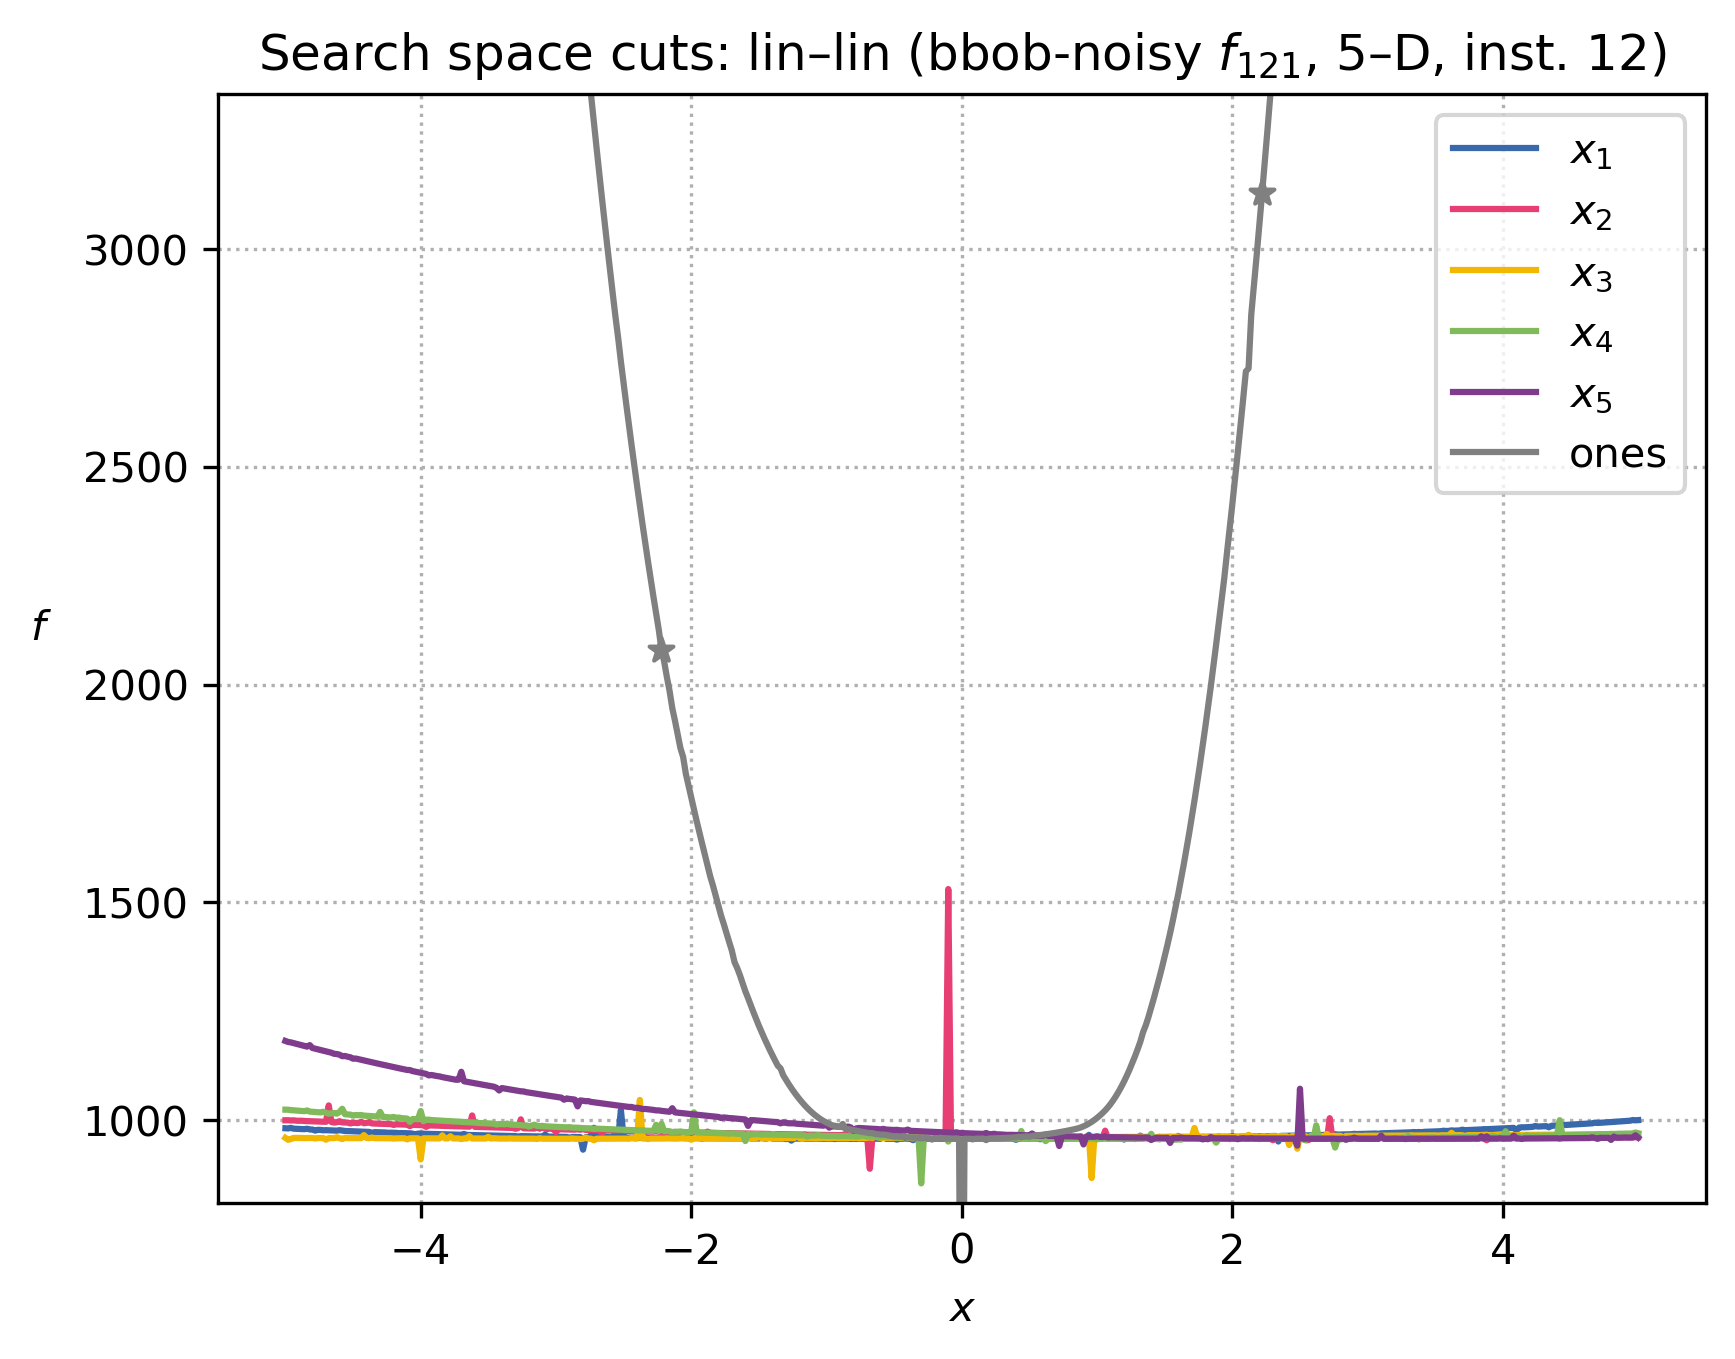 Search space cuts: lin–lin (bbob-noisy f₁₂₁, 5–D, inst. 12)
x₁
x₂
x₃
x₄
x₅
ones
3000
2500
2000
1500
1000
f
−4
−2
0
2
4
x